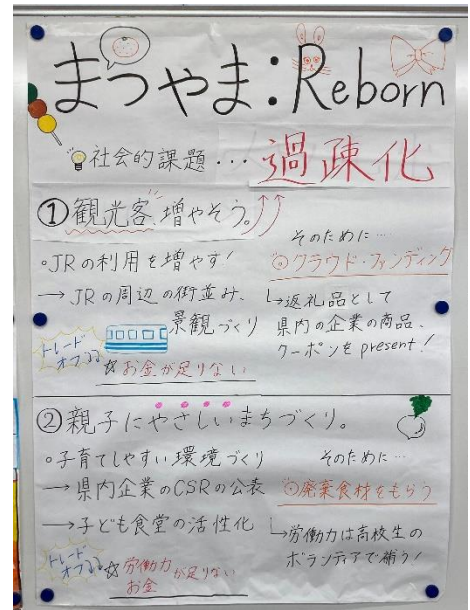 まつやま：Reborn
社会的課題・・・過疎化
①観光客増やそう。↑↑
。JRの利用を増やす!
→ JRの周辺の街並み、
景観づくり
トレードオフ
☆お金が足りない
そのために…
◎クラウド・ファンディング
↳返礼品として
県内の企業の商品、
クーポンをpresent!
②親子にやさしいまちづくり。
。子育てしやすい環境づくり
→ 県内企業のCSRの公表
→子ども食堂の活性化
トレードオフ
☆労働力
お金
が足りない
そのために…
◎廃棄食材をもらう
↳労働力は高校生の
ボランティアで補う!